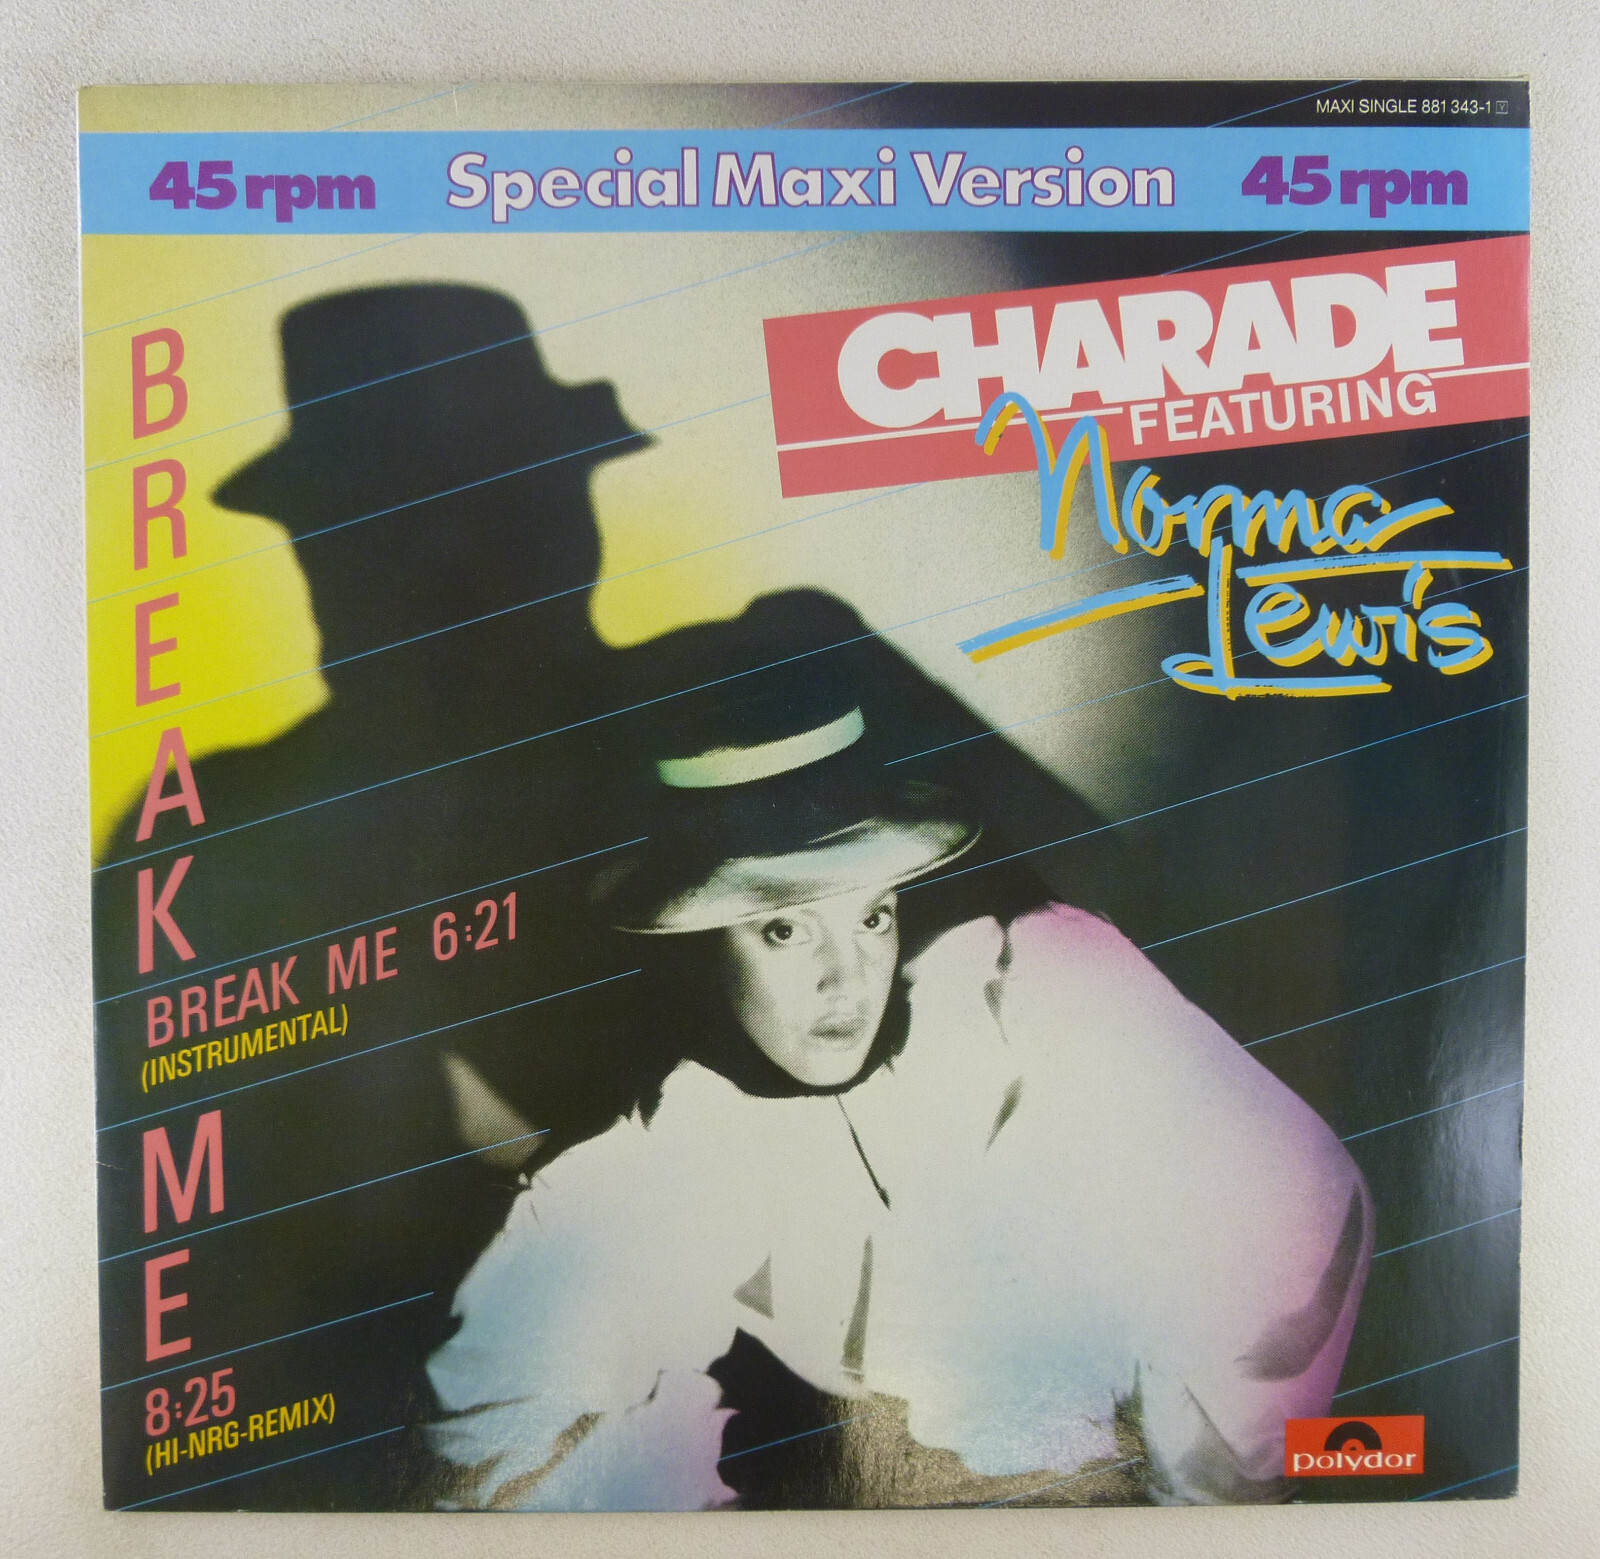 MAXI SINGLE 881 343-1 Y
45 rpm Special Maxi Version 45 rpm
CHARADE
FEATURING
Norma
Lewis
BREAK
BREAK ME 6:21
(INSTRUMENTAL)
ME
8:25
(HI-NRG-REMIX)
polydor